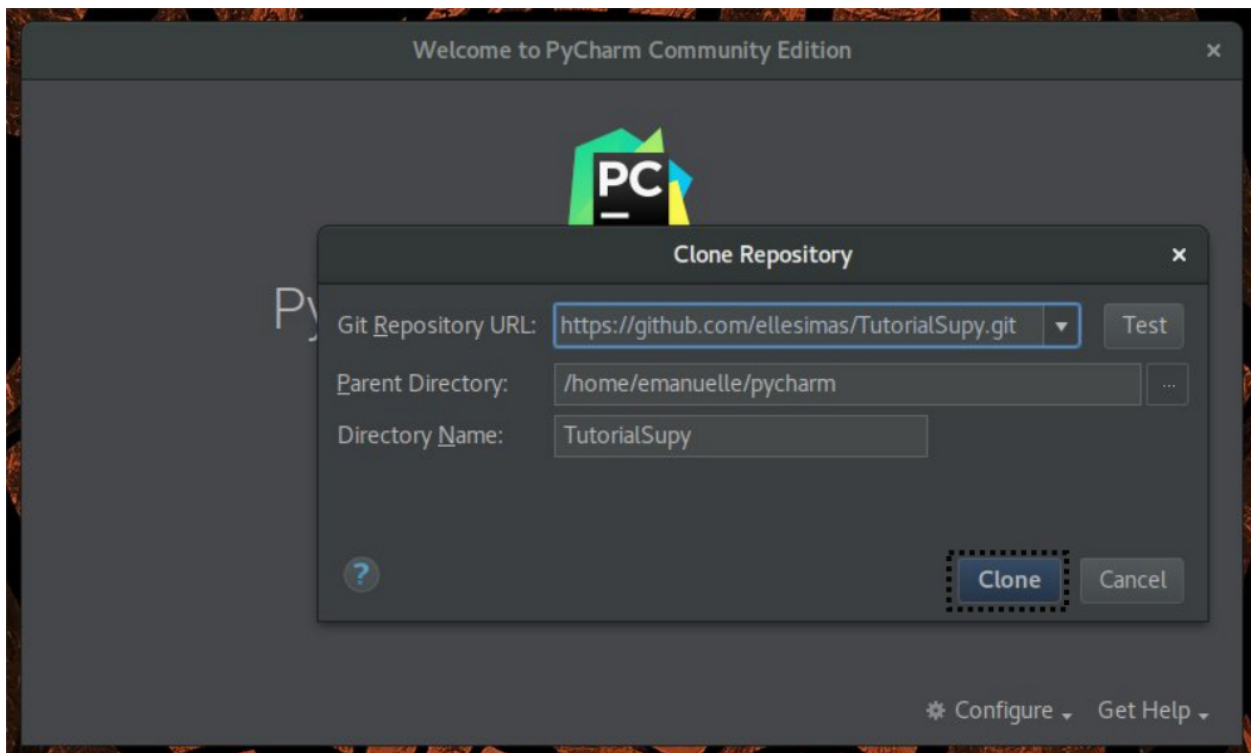 Welcome to PyCharm Community Edition ×
PC
Clone Repository ×
Py
Git Repository URL: https://github.com/ellesimas/TutorialSupy.git ▼ Test
Parent Directory: /home/emanuelle/pycharm ...
Directory Name: TutorialSupy
? Clone Cancel
Configure Get Help